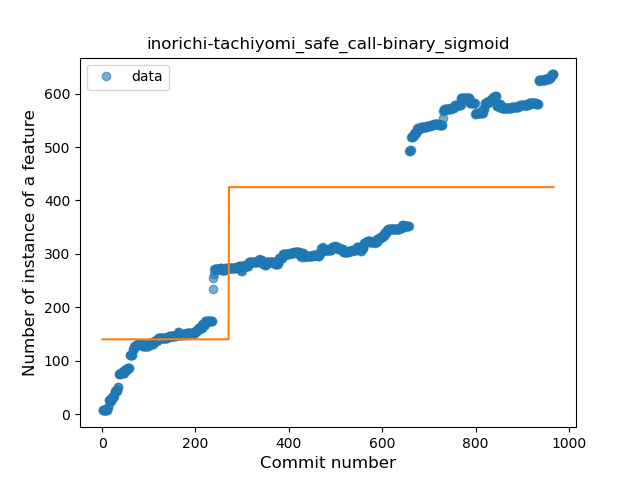 inorichi-tachiyomi_safe_call-binary_sigmoid
data
Number of instance of a feature
600
500
400
300
200
100
0
0 200 400 600 800 1000
Commit number